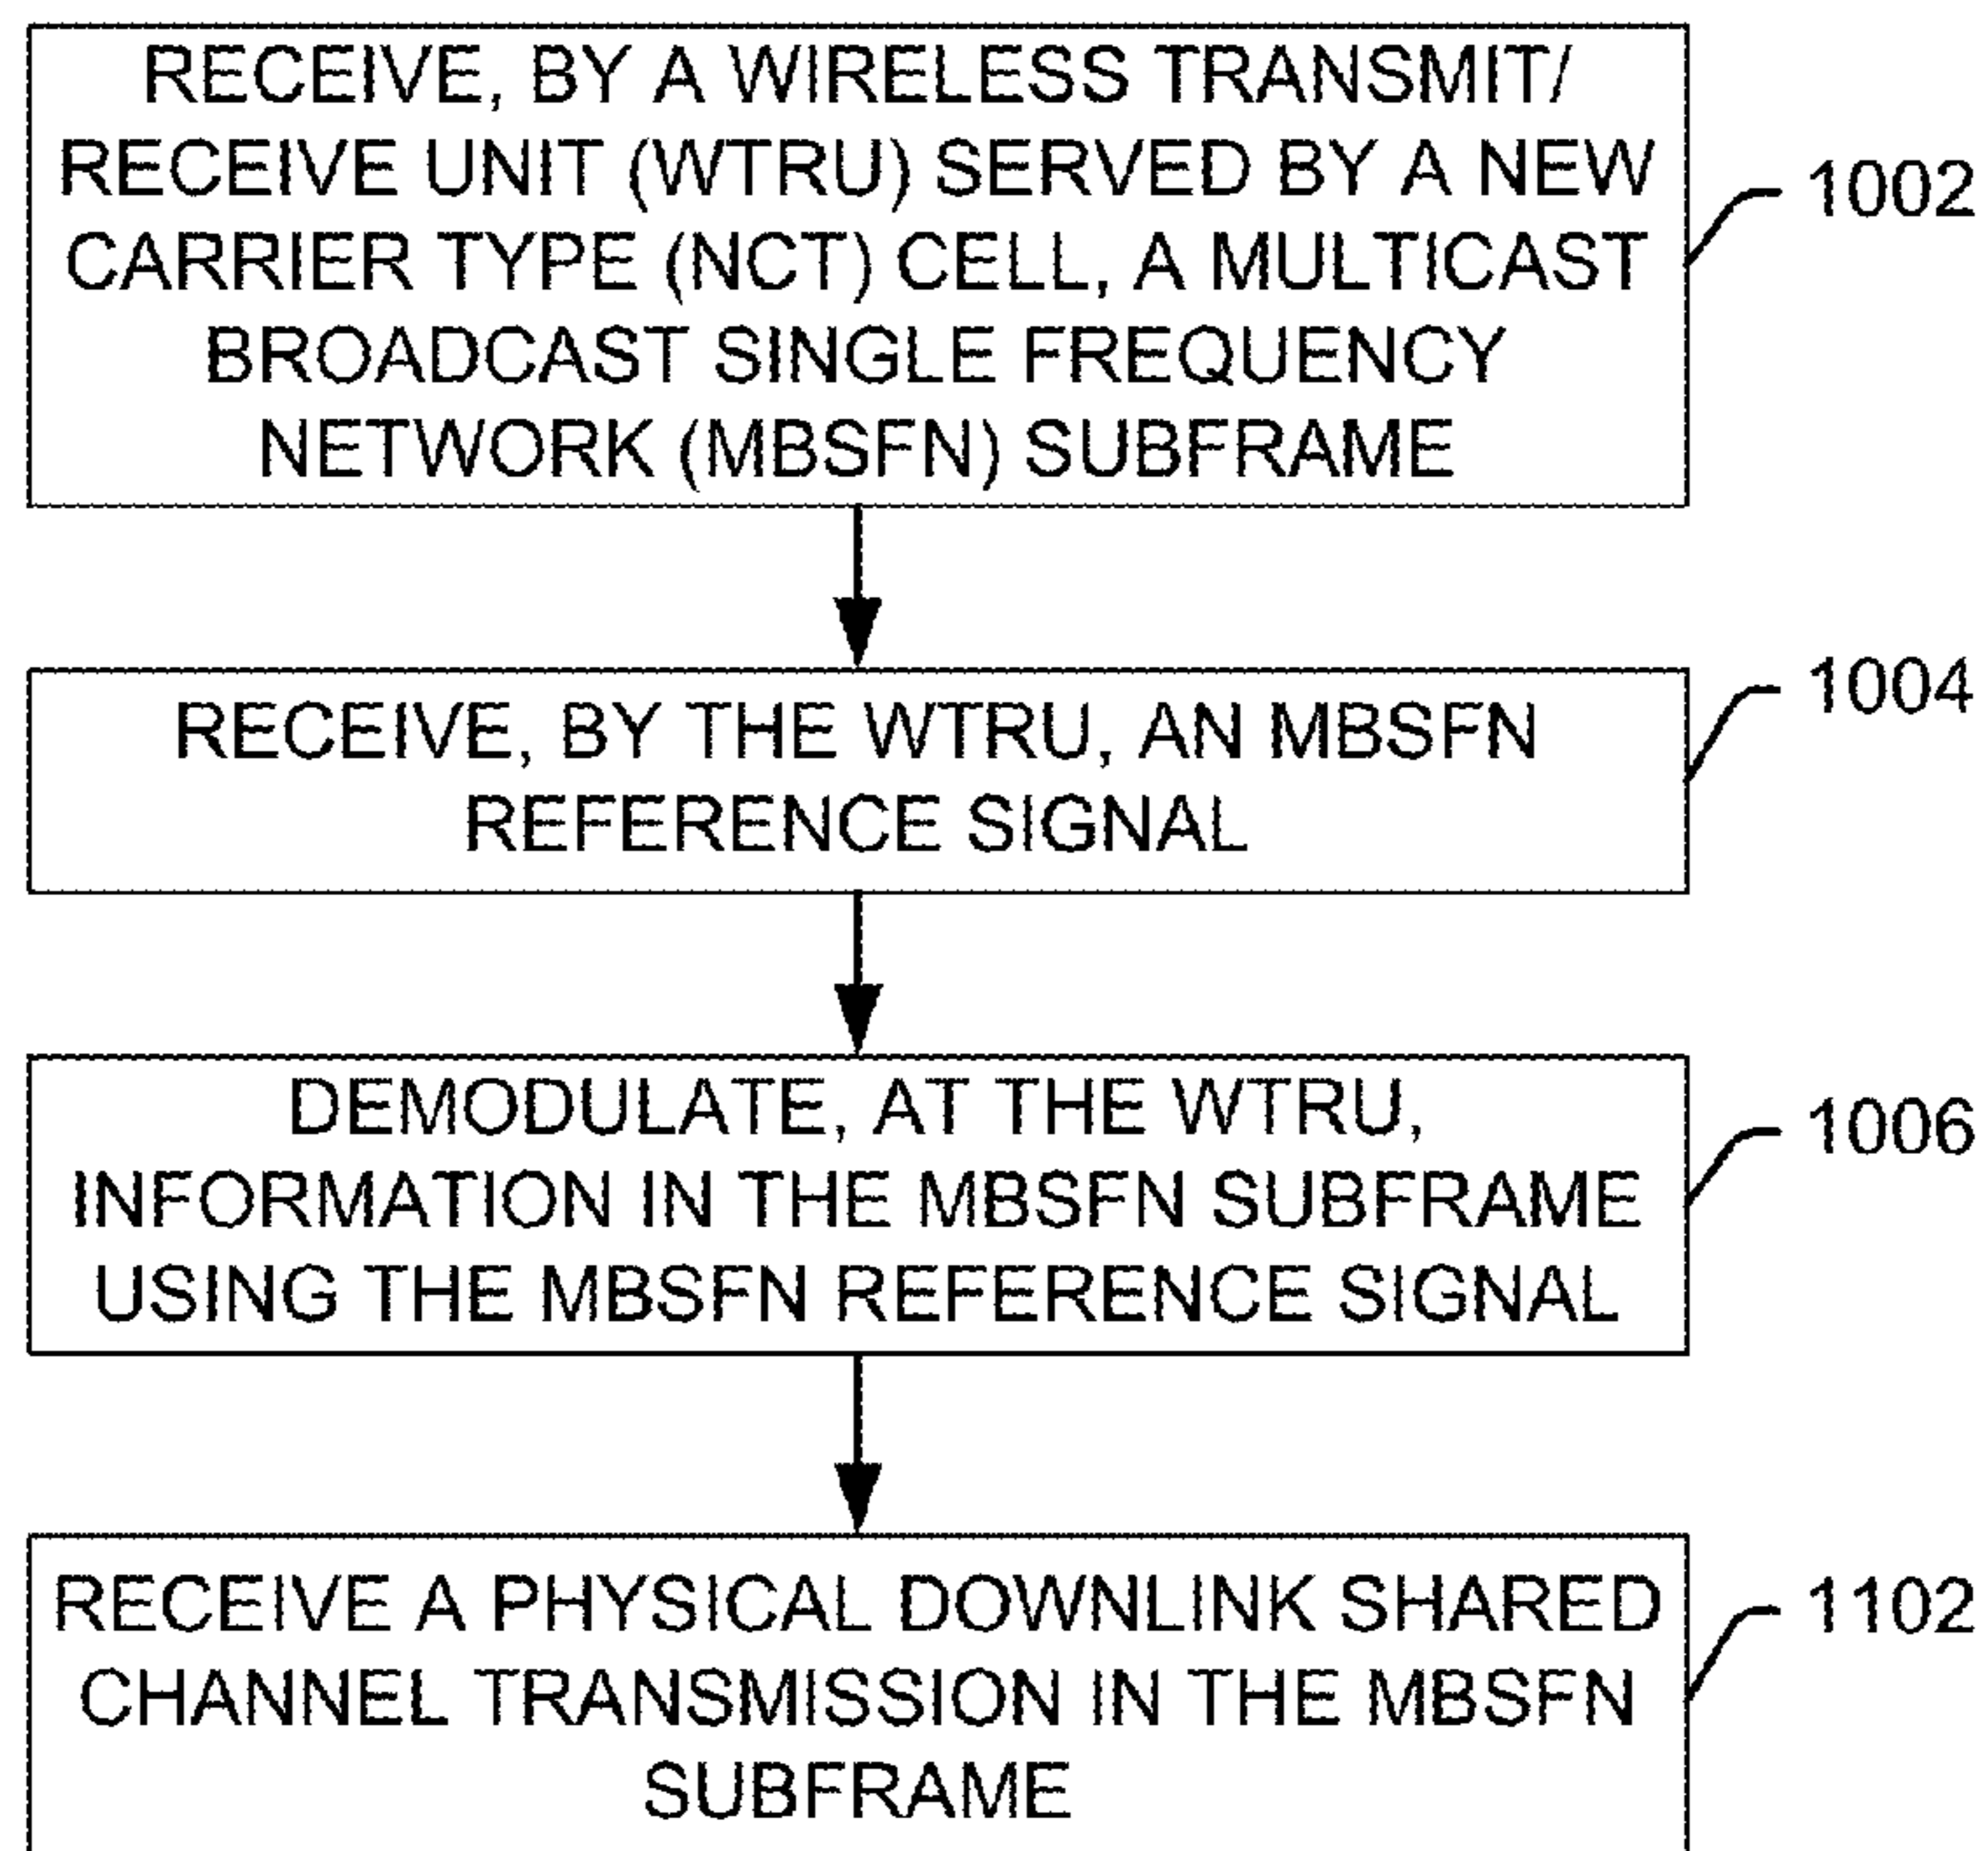 RECEIVE, BY A WIRELESS TRANSMIT/
RECEIVE UNIT (WTRU) SERVED BY A NEW
CARRIER TYPE (NCT) CELL, A MULTICAST
BROADCAST SINGLE FREQUENCY
NETWORK (MBSFN) SUBFRAME
1002
RECEIVE, BY THE WTRU, AN MBSFN
REFERENCE SIGNAL
1004
DEMODULATE, AT THE WTRU,
INFORMATION IN THE MBSFN SUBFRAME
USING THE MBSFN REFERENCE SIGNAL
1006
RECEIVE A PHYSICAL DOWNLINK SHARED
CHANNEL TRANSMISSION IN THE MBSFN
SUBFRAME
1102